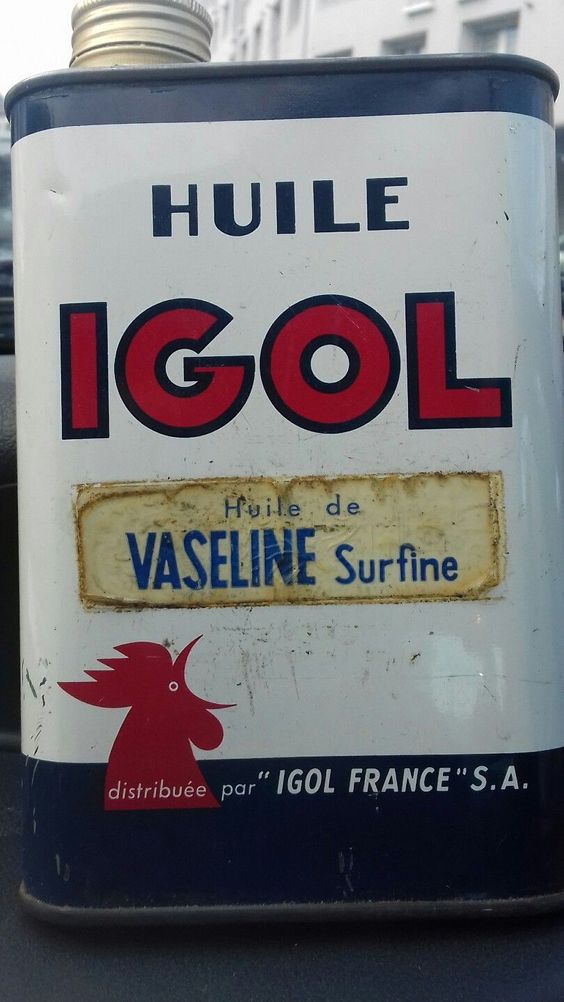 HUILE
IGOL
Huile de
VASELINE Surfine
distribuée par "IGOL FRANCE" S.A.